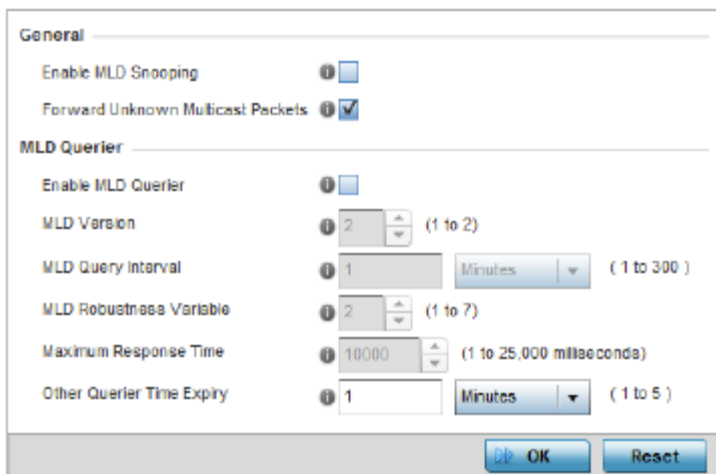 General
Enable MLD Snooping
Forward Unknown Multicast Packets
MLD Querier
Enable MLD Querier
MLD Version 2 (1 to 2)
MLD Query Interval 1 Minutes ( 1 to 300 )
MLD Robustness Variable 2 (1 to 7)
Maximum Response Time 10000 (1 to 25,000 milliseconds)
Other Querier Time Expiry 1 Minutes ( 1 to 5 )
OK Reset